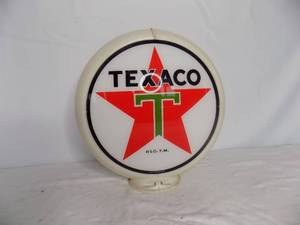 TEXACO
T
REG. T.M.